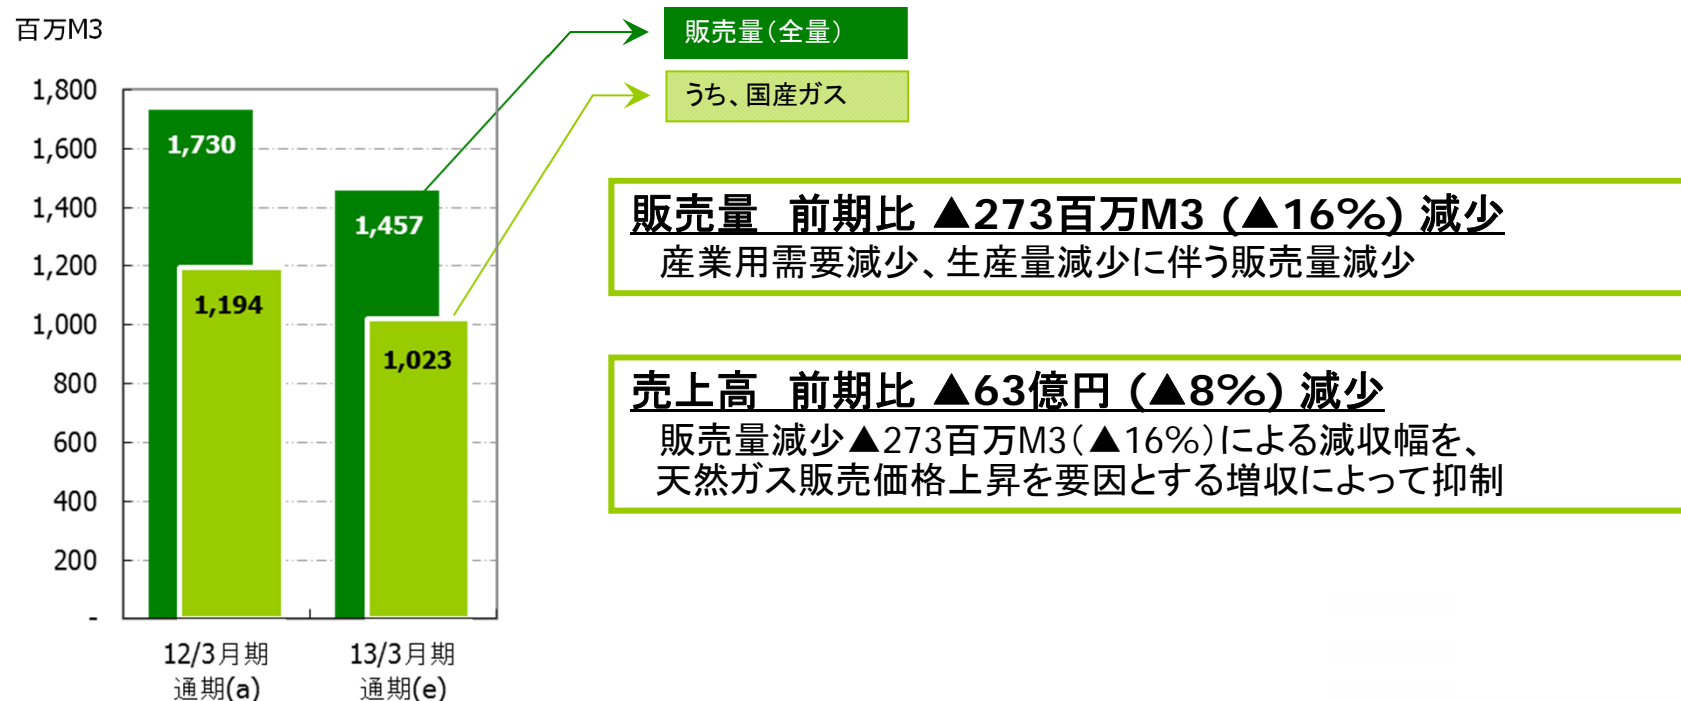 百万M3
販売量（全量）
うち、国産ガス
1,800
1,600
1,400
1,200
1,000
800
600
400
200
-
1,730
1,194
1,457
1,023
12/3月期
通期(a)
13/3月期
通期(e)
販売量　前期比 ▲273百万M3 (▲16%) 減少
産業用需要減少、生産量減少に伴う販売量減少
売上高　前期比 ▲63億円 (▲8%) 減少
販売量減少▲273百万M3（▲16%）による減収幅を、
天然ガス販売価格上昇を要因とする増収によって抑制